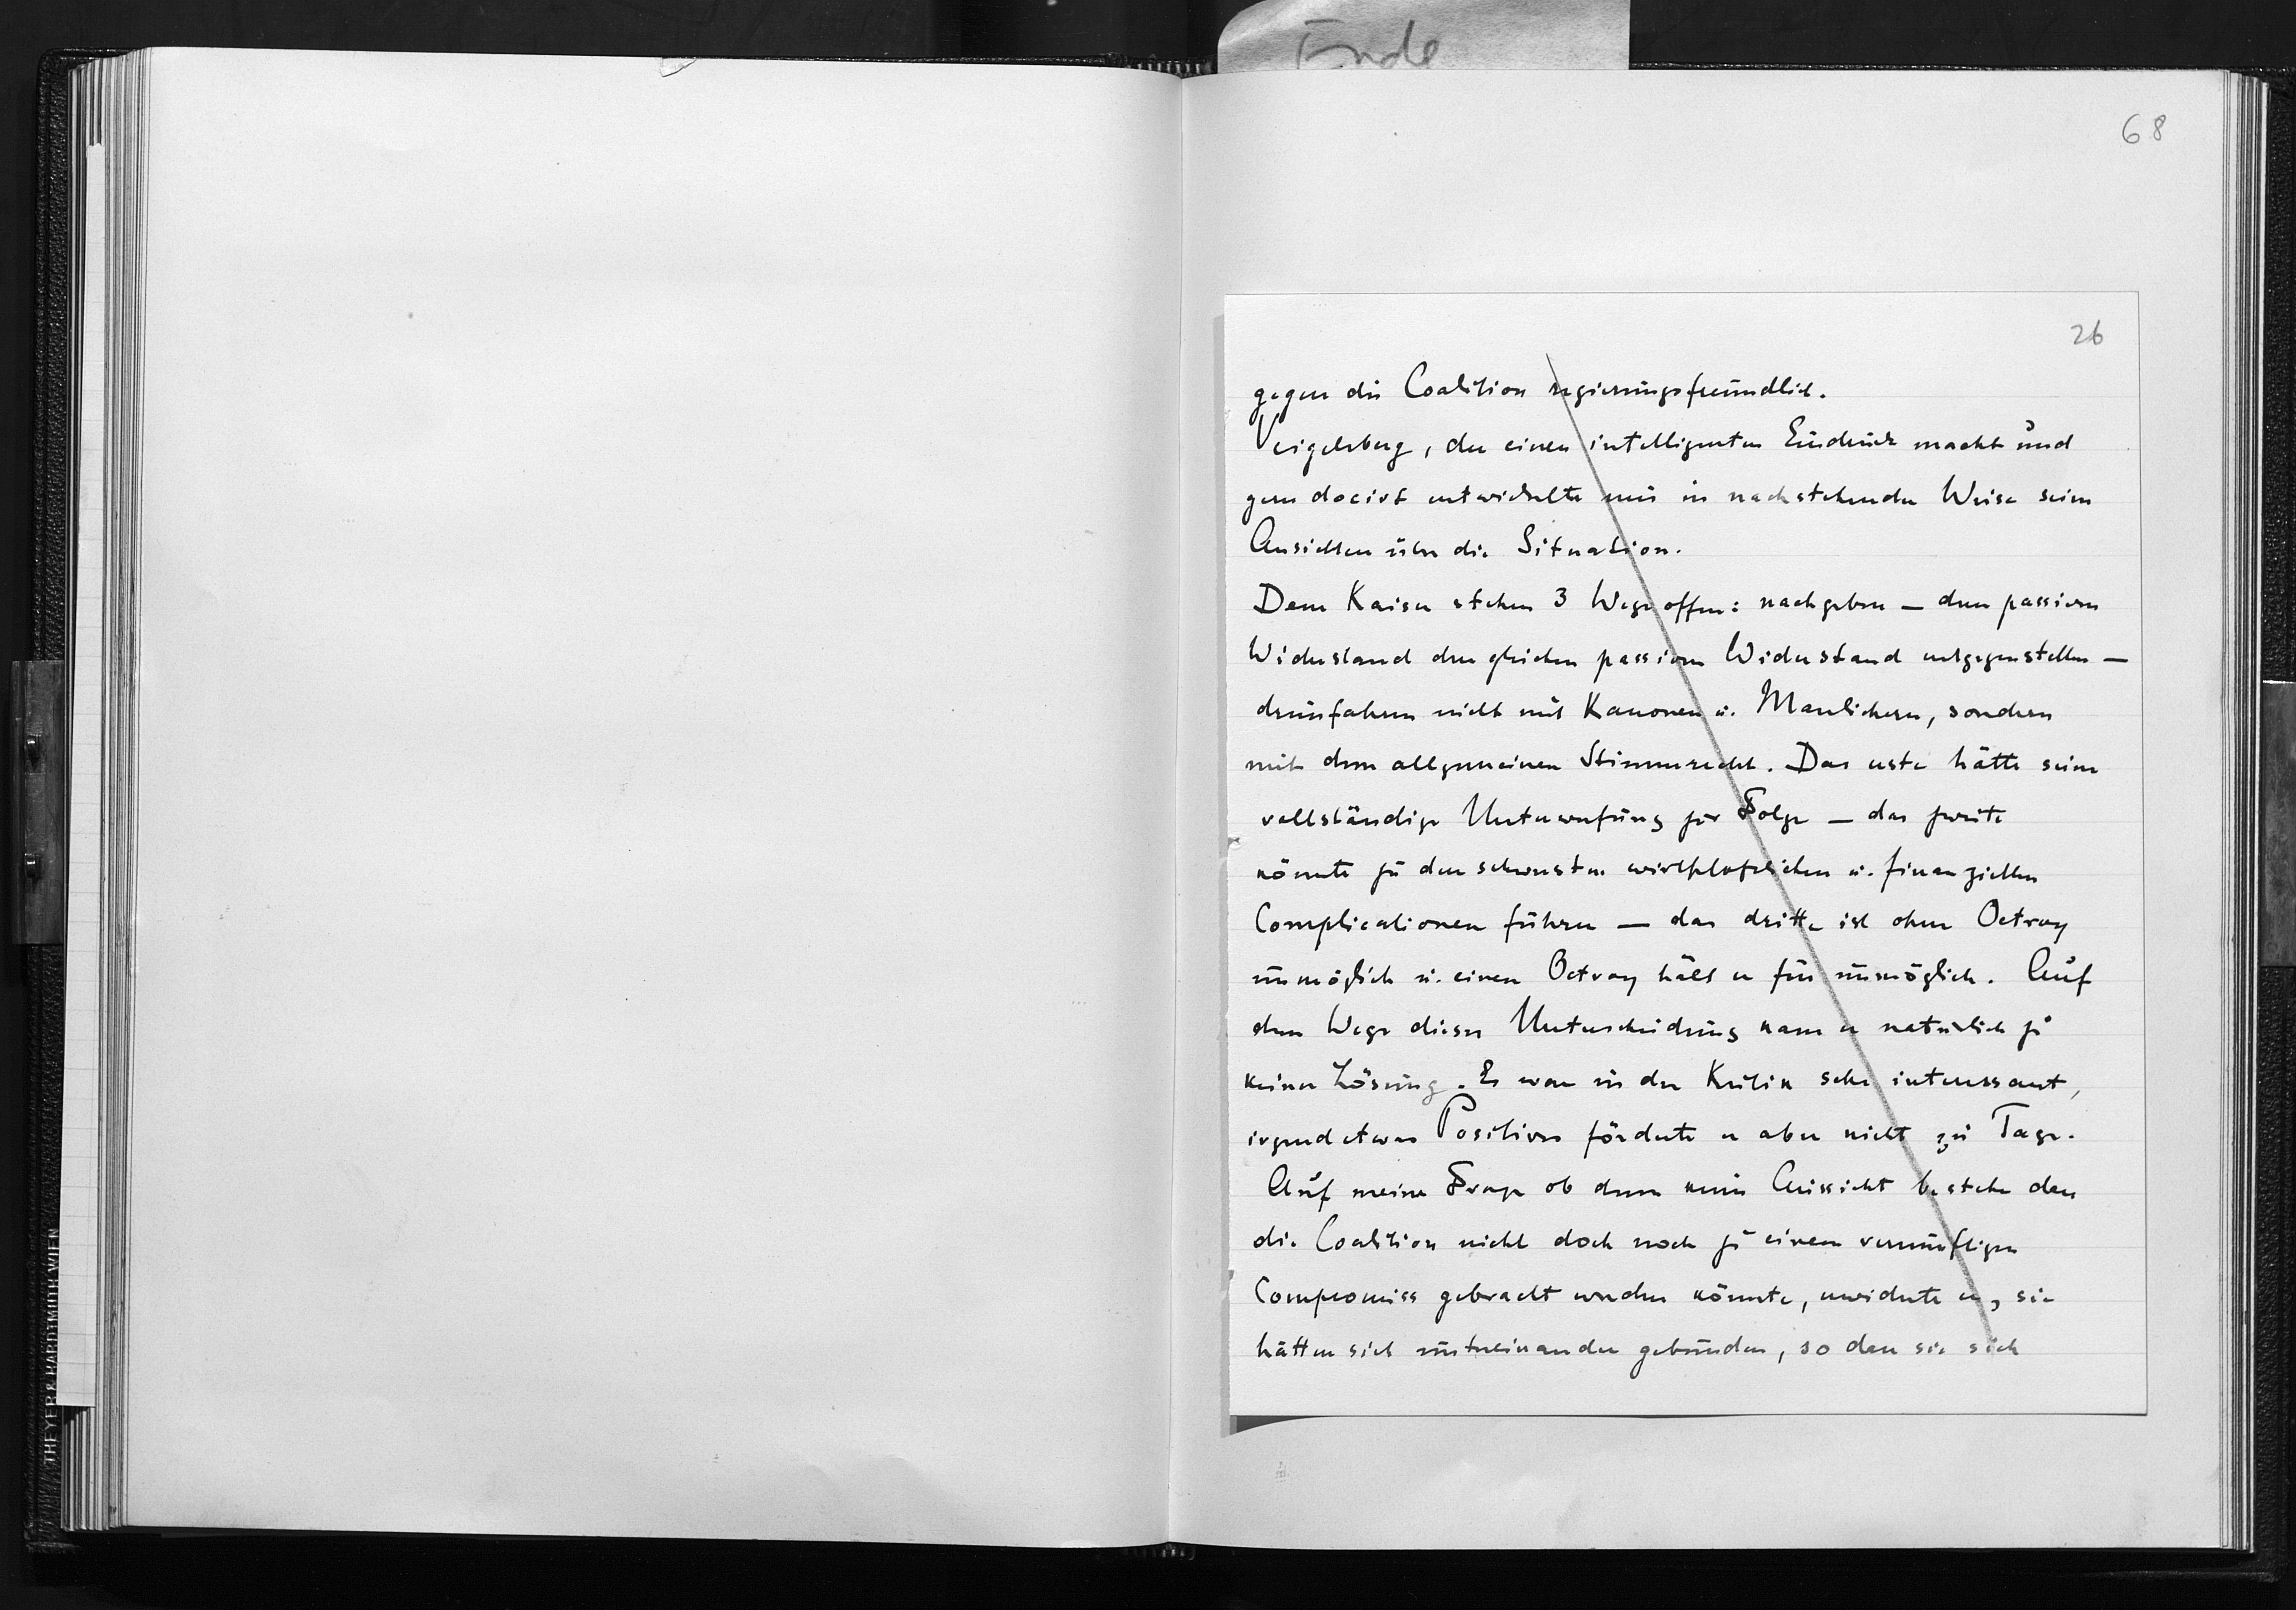 Ende
68
26
gegen die Coalition regierungsfreundlich.
Veigelsberg, der einen intelligenten Eindruck macht und
gern docirt entwickelte mir in nachstehender Weise seine
Ansichten über die Situation.
Dem Kaiser stehen 3 Wege offen: nachgeben — dem passiven
Widerstand den gleichen passiven Widerstand entgegenstellen —
dreinfahren nicht mit Kanonen u. Manlichern, sondern
mit dem allgemeinen Stimmrecht. Das erste hätte seine
vollständige Unterwerfung zur Folge — das zweite
könnte zu den schwersten wirthschaftlichen u. finanziellen
Complicationen führen — das dritte ist ohne Octroy
unmöglich u. einen Octroy hält er für unmöglich. Auf
dem Wege dieser Unterscheidung kam er natürlich zu
keiner Lösung. Er war in der Kritik sehr interessant,
irgend etwas Positives förderte er aber nicht zu Tage.
Auf meine Frage ob denn keine Aussicht bestehe dass
die Coalition nicht doch noch zu einem vernünftigen
Compromiss gebracht werden könnte, erwiderte er, sie
hätten sich untereinander gebunden, so dass sie sich
THEYER & HARDTMUTH WIEN